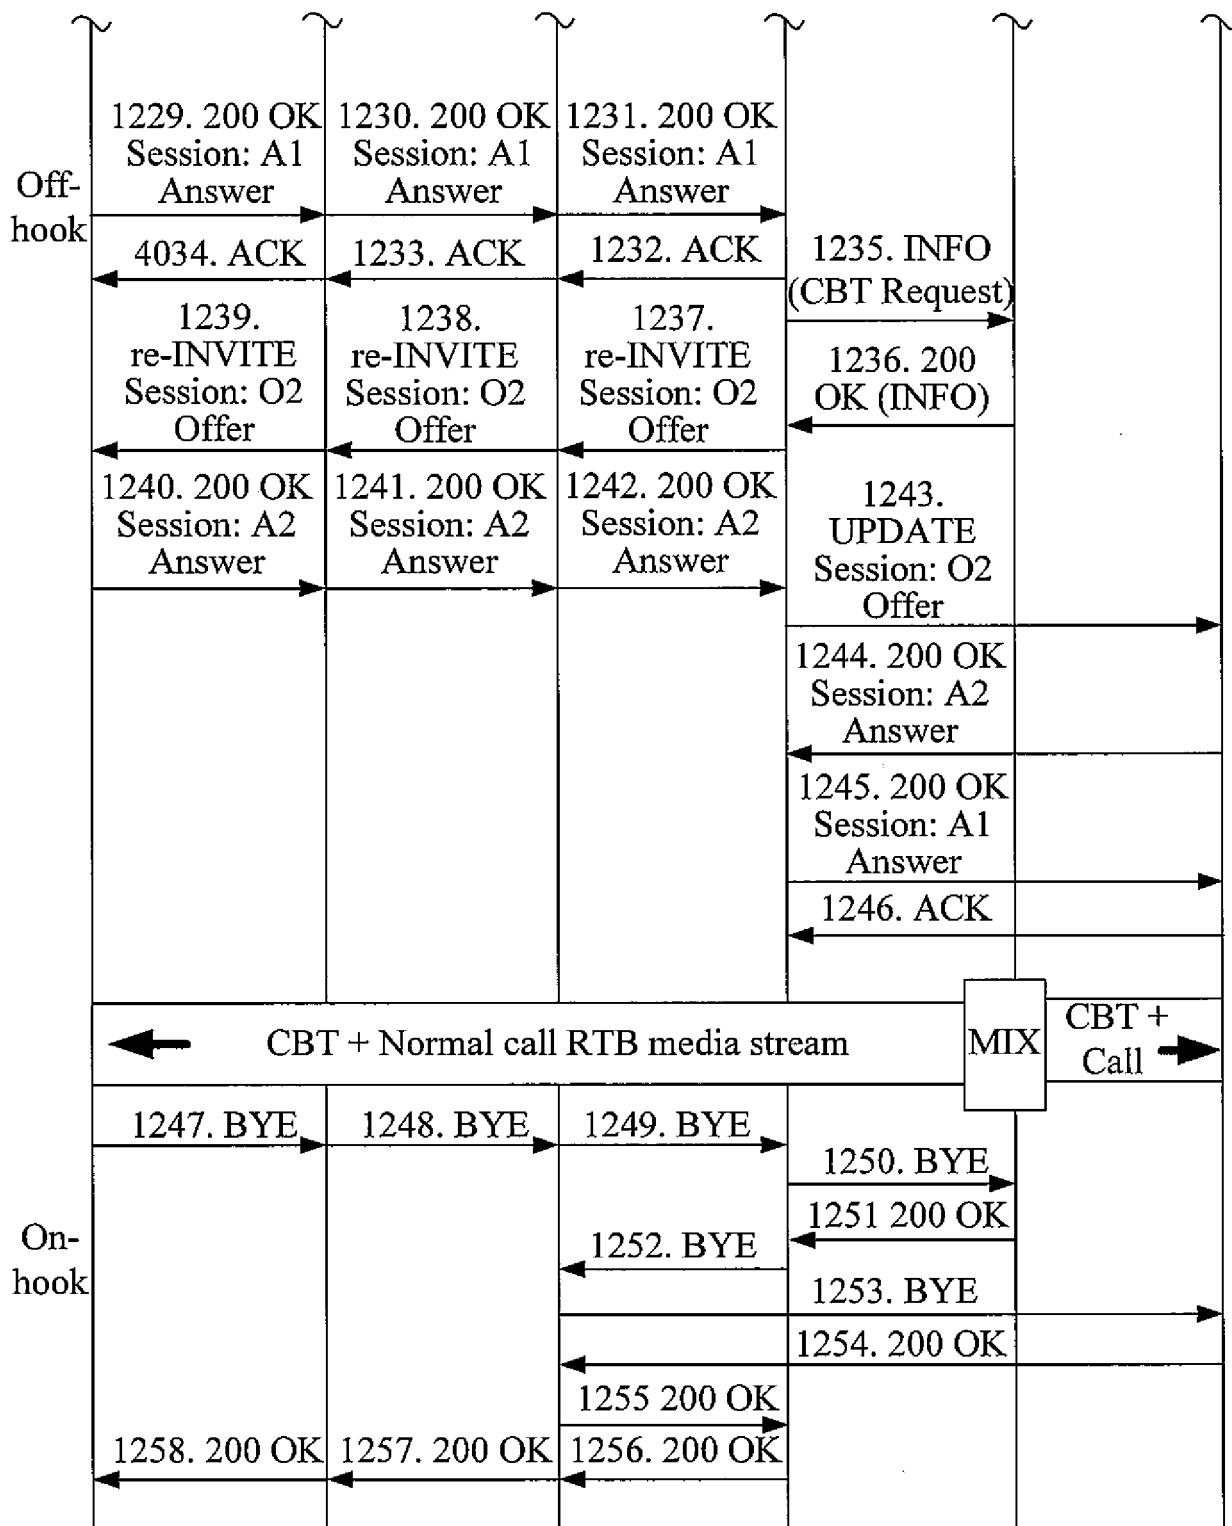 1229. 200 OK
Session: A1
Answer
1230. 200 OK
Session: A1
Answer
1231. 200 OK
Session: A1
Answer
Off-
hook
4034. ACK
1233. ACK
1232. ACK
1235. INFO
(CBT Request)
1239.
re-INVITE
Session: O2
Offer
1238.
re-INVITE
Session: O2
Offer
1237.
re-INVITE
Session: O2
Offer
1236. 200
OK (INFO)
1240. 200 OK
Session: A2
Answer
1241. 200 OK
Session: A2
Answer
1242. 200 OK
Session: A2
Answer
1243.
UPDATE
Session: O2
Offer
1244. 200 OK
Session: A2
Answer
1245. 200 OK
Session: A1
Answer
1246. ACK
CBT + Normal call RTB media stream
MIX
CBT +
Call
1247. BYE
1248. BYE
1249. BYE
1250. BYE
1251 200 OK
On-
hook
1252. BYE
1253. BYE
1254. 200 OK
1255 200 OK
1258. 200 OK
1257. 200 OK
1256. 200 OK